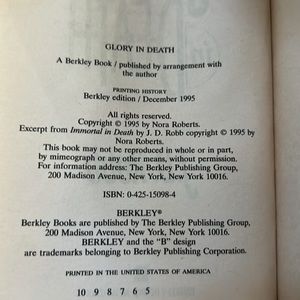 GLORY IN DEATH
A Berkley Book / published by arrangement with
the author
PRINTING HISTORY
Berkley edition / December 1995
All rights reserved.
Copyright © 1995 by Nora Roberts.
Excerpt from Immortal in Death by J. D. Robb copyright © 1995 by
Nora Roberts.
This book may not be reproduced in whole or in part,
by mimeograph or any other means, without permission.
For information address: The Berkley Publishing Group,
200 Madison Avenue, New York, New York 10016.
ISBN: 0-425-15098-4
BERKLEY®
Berkley Books are published by The Berkley Publishing Group,
200 Madison Avenue, New York, New York 10016.
BERKLEY and the "B" design
are trademarks belonging to Berkley Publishing Corporation.
PRINTED IN THE UNITED STATES OF AMERICA
10 9 8 7 6 5